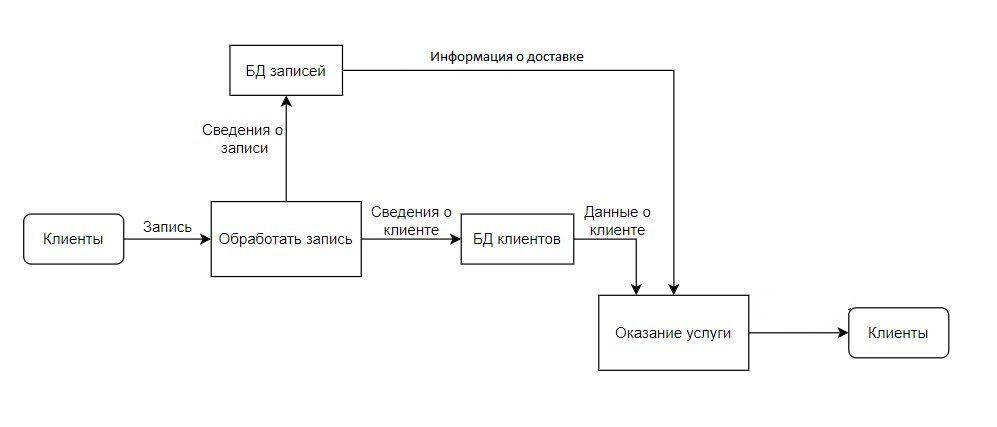 Информация о доставке
БД записей
Сведения о
записи
Клиенты
Запись
Обработать запись
Сведения о
клиенте
БД клиентов
Данные о
клиенте
Оказание услуги
Клиенты